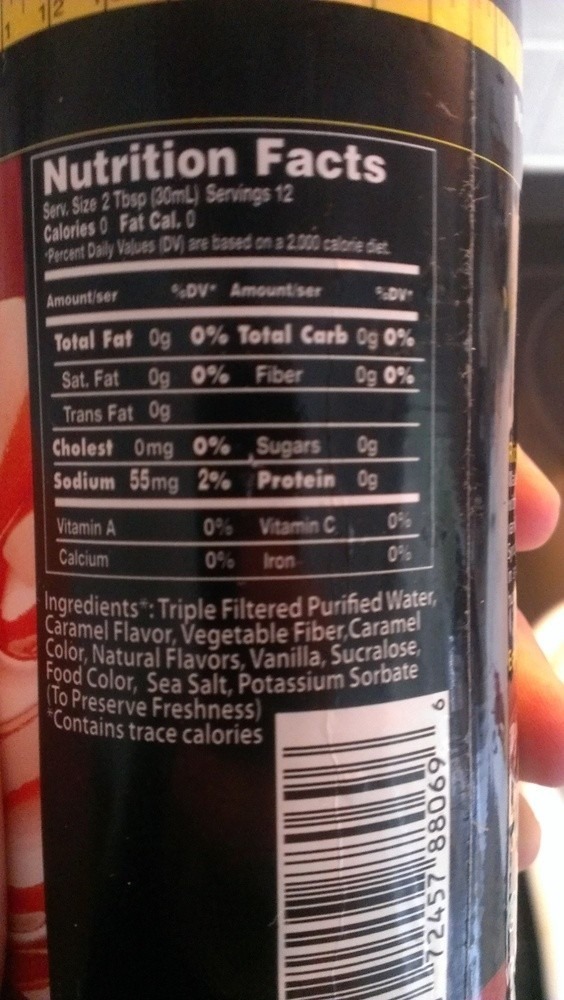 12
Nutrition Facts
Serv. Size 2 Tbsp (30mL) Servings 12
Calories 0 Fat Cal. 0
*Percent Daily Values (DV) are based on a 2,000 calorie diet.
Amount/ser %DV* Amount/ser %DV*
Total Fat 0g 0% Total Carb 0g 0%
Sat. Fat 0g 0% Fiber 0g 0%
Trans Fat 0g
Cholest 0mg 0% Sugars 0g
Sodium 55mg 2% Protein 0g
Vitamin A 0% Vitamin C 0%
Calcium 0% Iron 0%
Ingredients*: Triple Filtered Purified Water,
Caramel Flavor, Vegetable Fiber, Caramel
Color, Natural Flavors, Vanilla, Sucralose,
Food Color, Sea Salt, Potassium Sorbate
(To Preserve Freshness)
*Contains trace calories
72457 88069 6